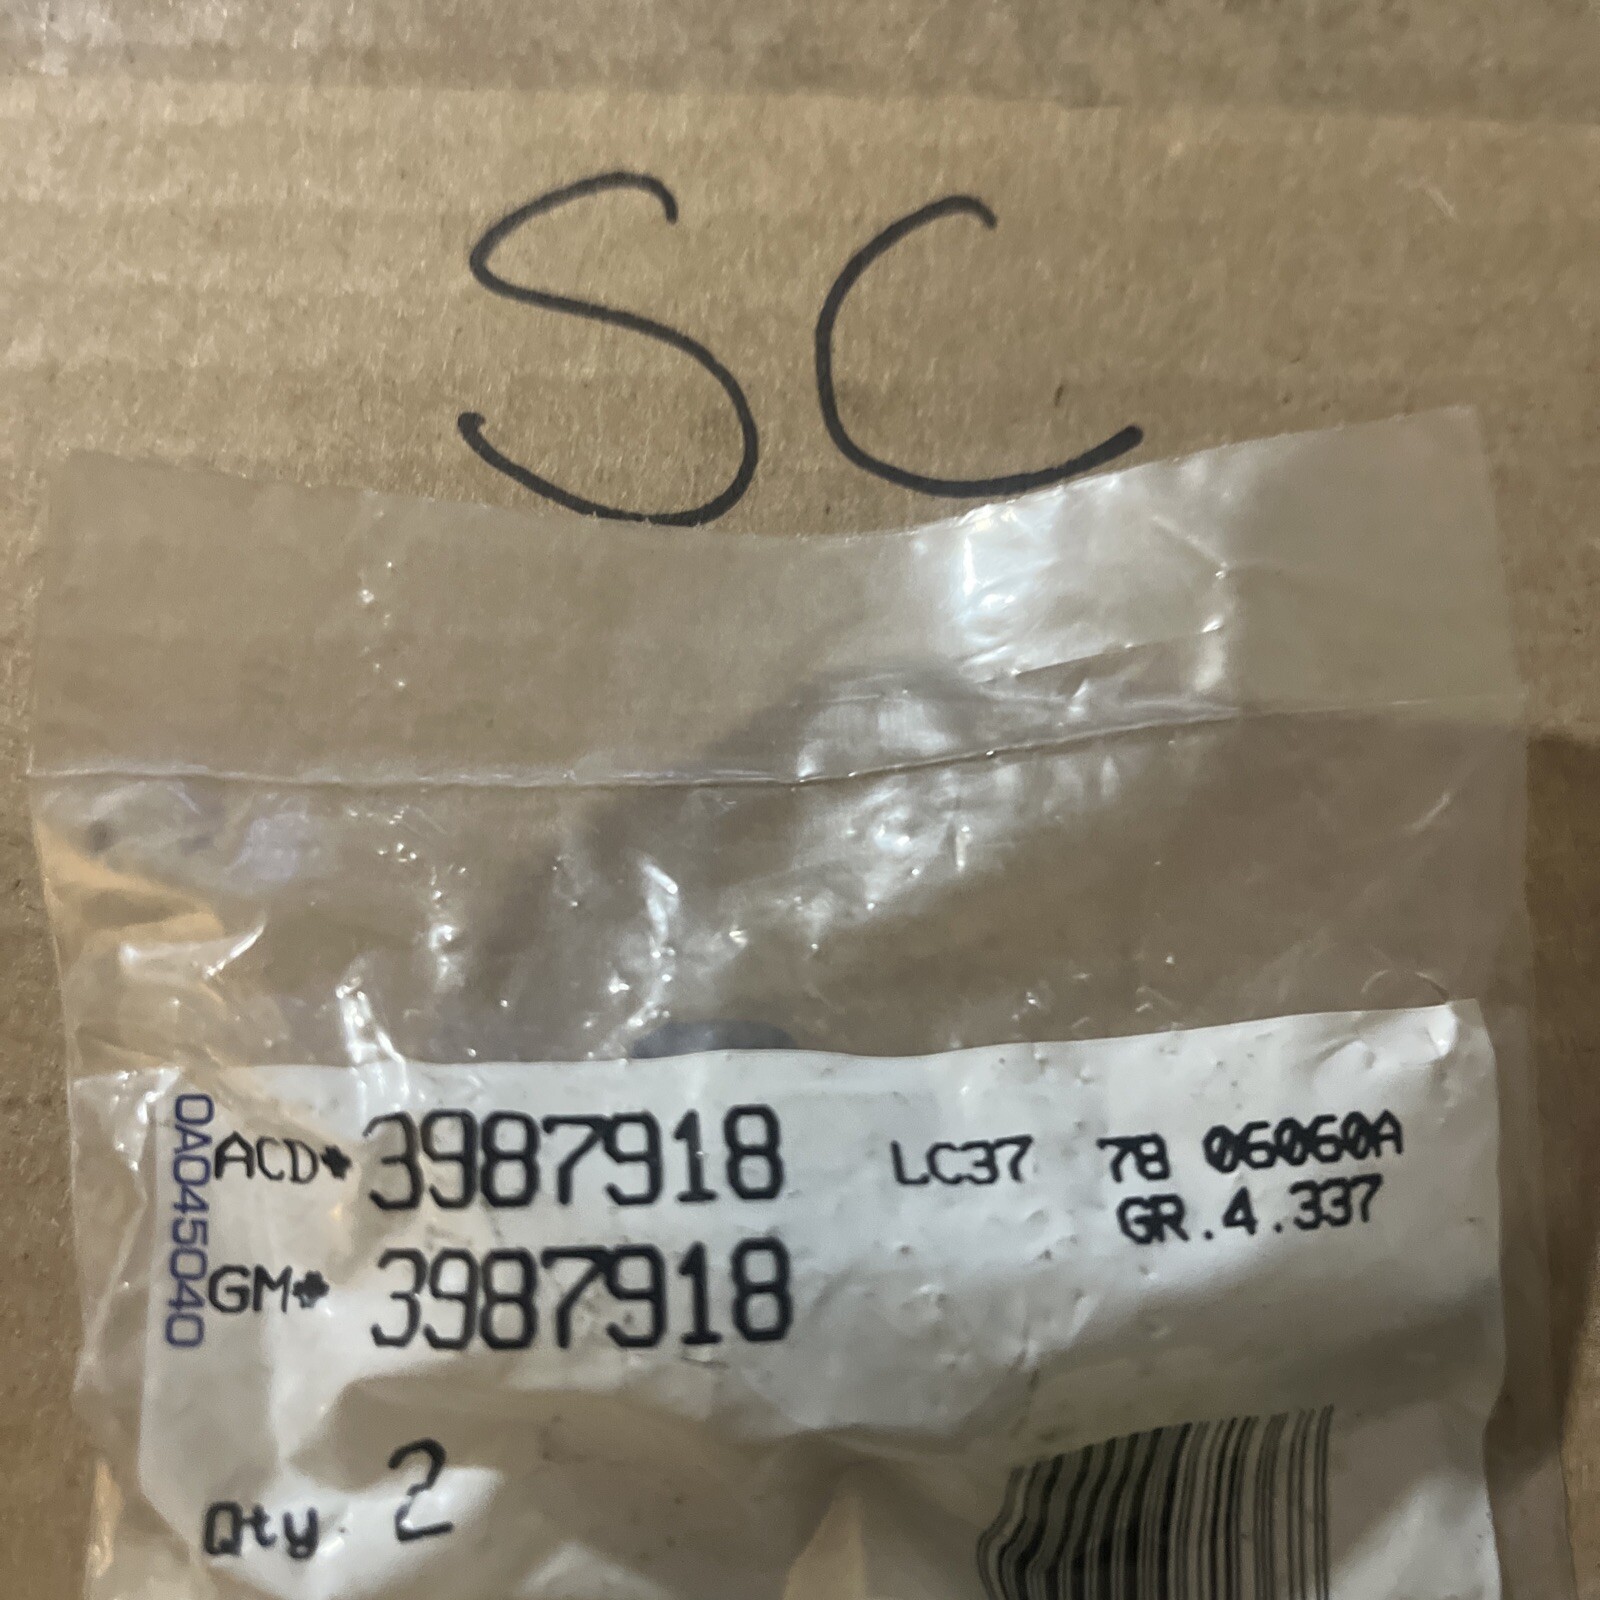 SC
0A045040
ACD* 3987918 LC37 78 06060A
GR.4.337
GM* 3987918
Qty. 2